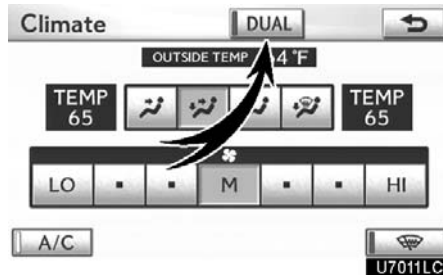 Climate DUAL
OUTSIDE TEMP 4 °F
TEMP 65 TEMP 65
LO M HI
A/C
U7011LC